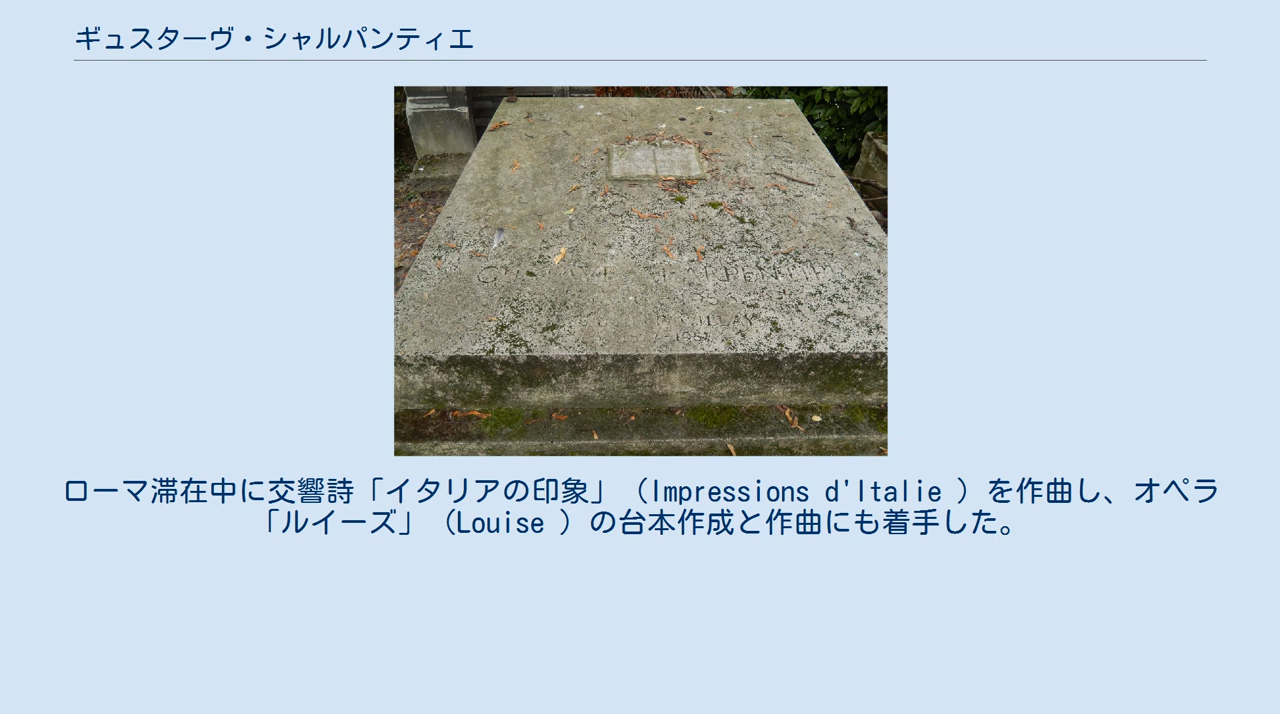 ギュスターヴ・シャルパンティエ
ローマ滞在中に交響詩「イタリアの印象」（Impressions d'Italie ）を作曲し、オペラ
「ルイーズ」（Louise ）の台本作成と作曲にも着手した。